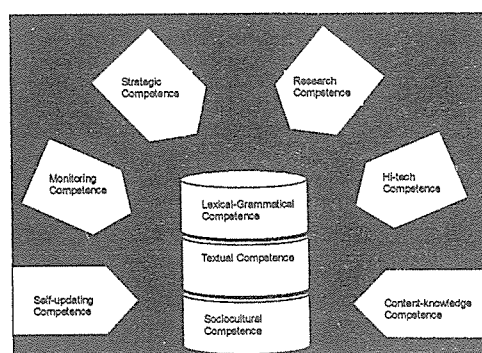 Strategic
Competence
Research
Competence
Monitoring
Competence
Hi-tech
Competence
Lexical-Grammatical
Competence
Textual Competence
Self-updating
Competence
Sociocultural
Competence
Content-knowledge
Competence